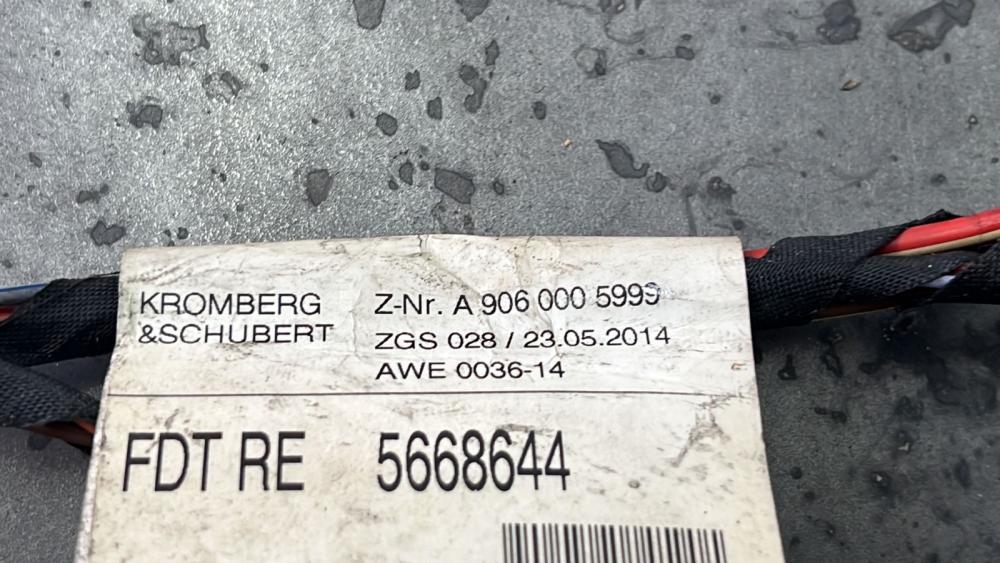 KROMBERG
&SCHUBERT
Z-Nr. A 906 000 5999
ZGS 028 / 23.05.2014
AWE 0036-14
FDT RE 5668644